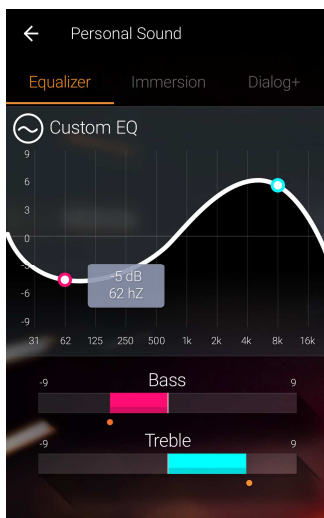 Personal Sound
Equalizer Immersion Dialog+
Custom EQ
9
6
3
0
-3
-6
-9
-5 dB
62 hZ
31 62 125 250 500 1k 2k 4k 8k 16k
Bass
-9 9
Treble
-9 9